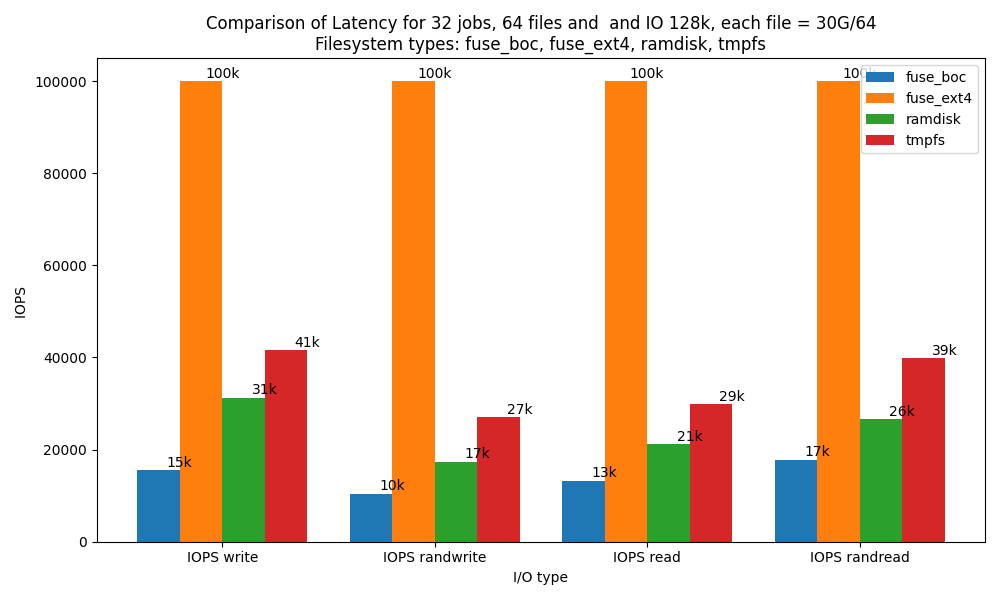 Comparison of Latency for 32 jobs, 64 files and  and IO 128k, each file = 30G/64
Filesystem types: fuse_boc, fuse_ext4, ramdisk, tmpfs
fuse_boc
fuse_ext4
ramdisk
tmpfs
IOPS
100000
80000
60000
40000
20000
0
15k
100k
31k
41k
10k
100k
17k
27k
13k
100k
21k
29k
17k
100k
26k
39k
IOPS write
IOPS randwrite
IOPS read
IOPS randread
I/O type